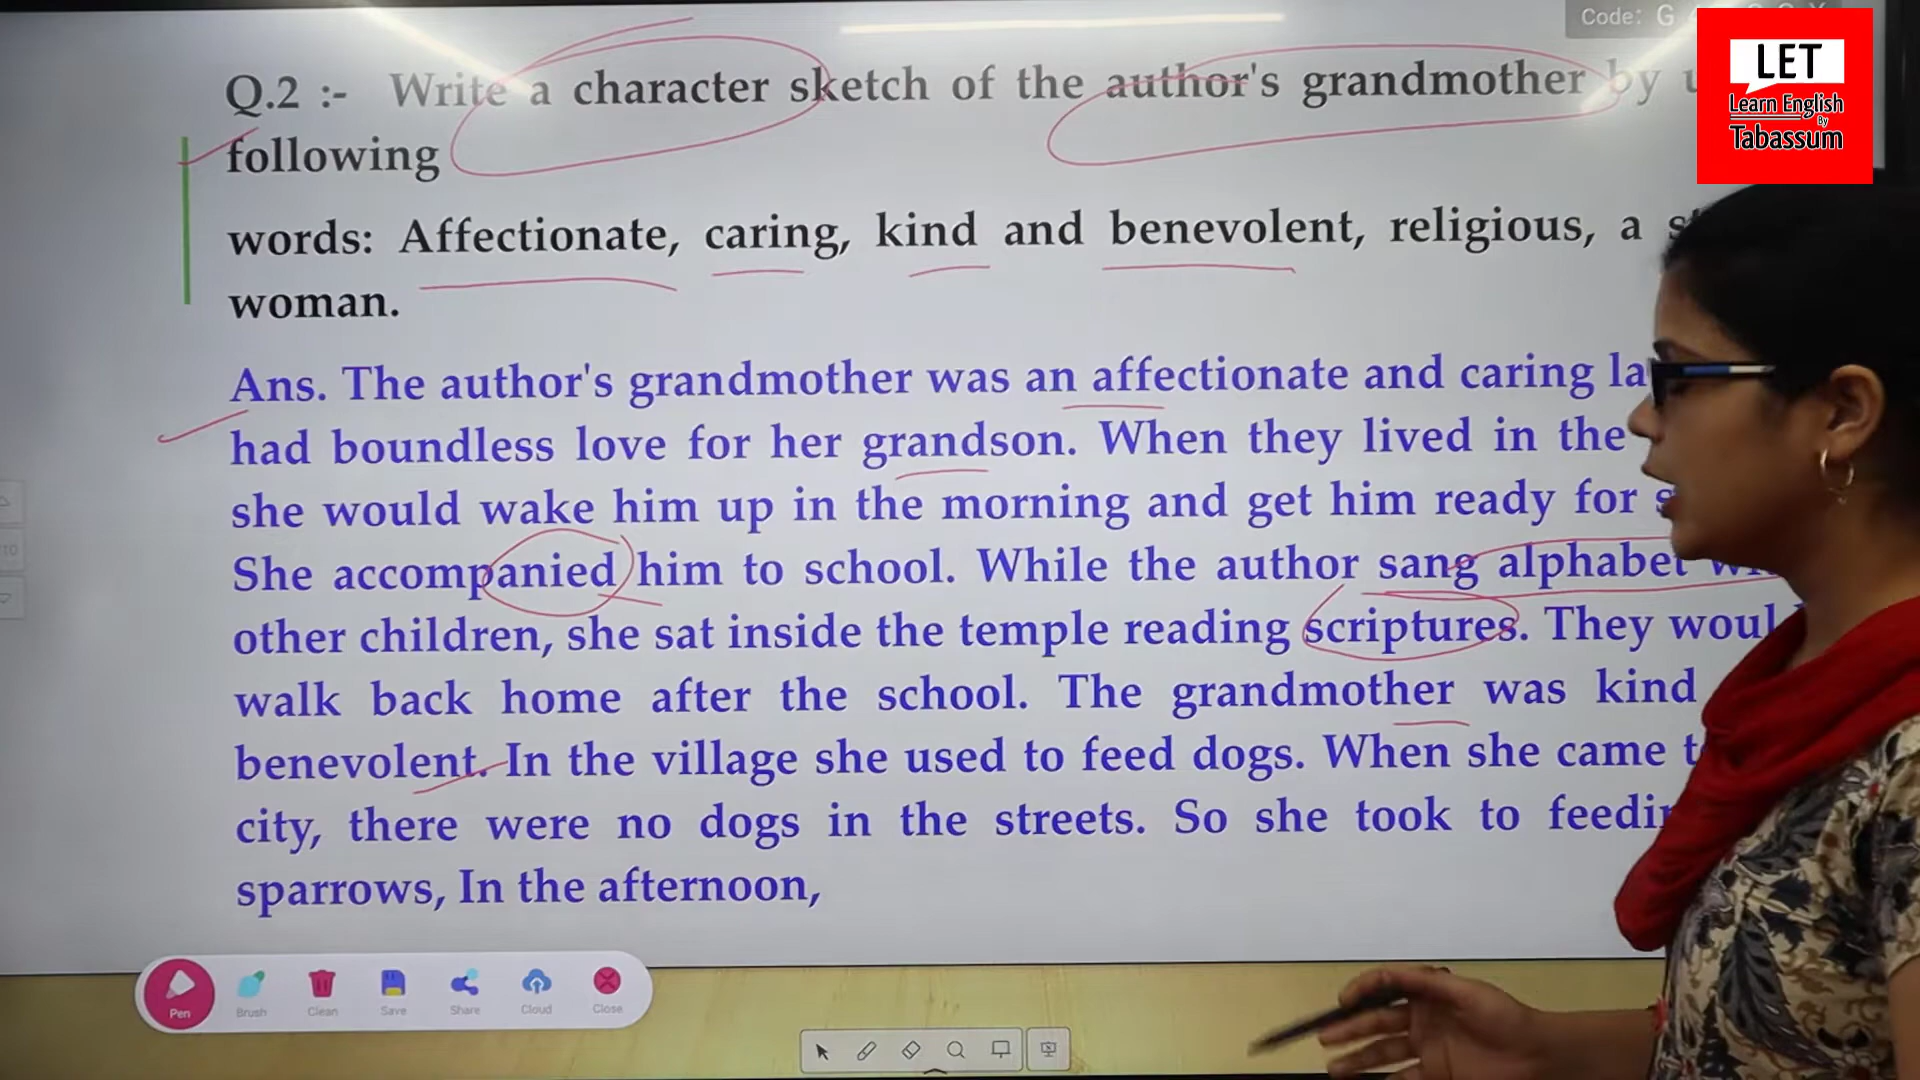 Code: G
LET
Learn English
By
Tabassum
Q.2 :- Write a character sketch of the author's grandmother by
following
words: Affectionate, caring, kind and benevolent, religious, a
woman.
Ans. The author's grandmother was an affectionate and caring
had boundless love for her grandson. When they lived in the
she would wake him up in the morning and get him ready for
She accompanied him to school. While the author sang alphabet
other children, she sat inside the temple reading scriptures. They
walk back home after the school. The grandmother was kind
benevolent. In the village she used to feed dogs. When she came
city, there were no dogs in the streets. So she took to
sparrows, In the afternoon,
Pen
Brush
Clean
Save
Share
Cloud
Close